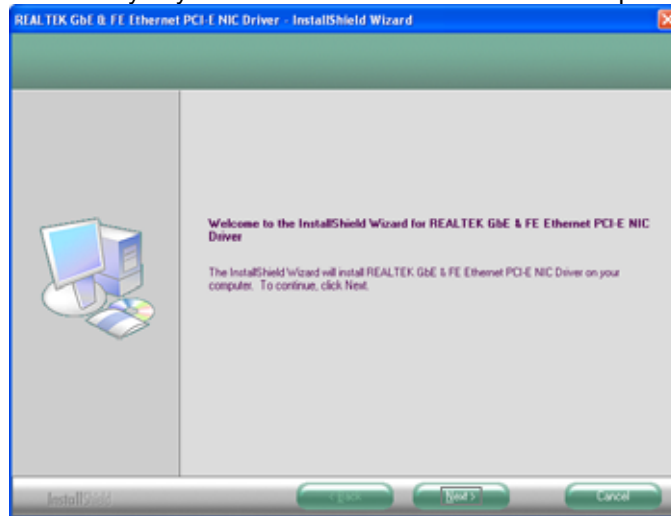 REALTEK GbE & FE Ethernet PCI-E NIC Driver - InstallShield Wizard
Welcome to the InstallShield Wizard for REALTEK GbE & FE Ethernet PCI-E NIC
Driver
The InstallShield Wizard will install REALTEK GbE & FE Ethernet PCI-E NIC Driver on your
computer. To continue, click Next.
InstallShield
< Back
Next >
Cancel